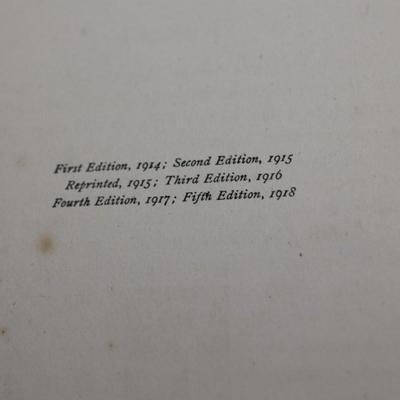 First Edition, 1914; Second Edition, 1915
Reprinted, 1915; Third Edition, 1916
Fourth Edition, 1917; Fifth Edition, 1918